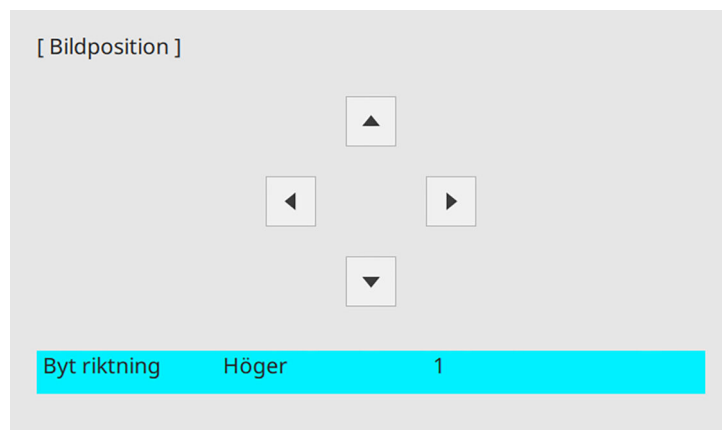 [ Bildposition ]
Byt riktning Höger 1